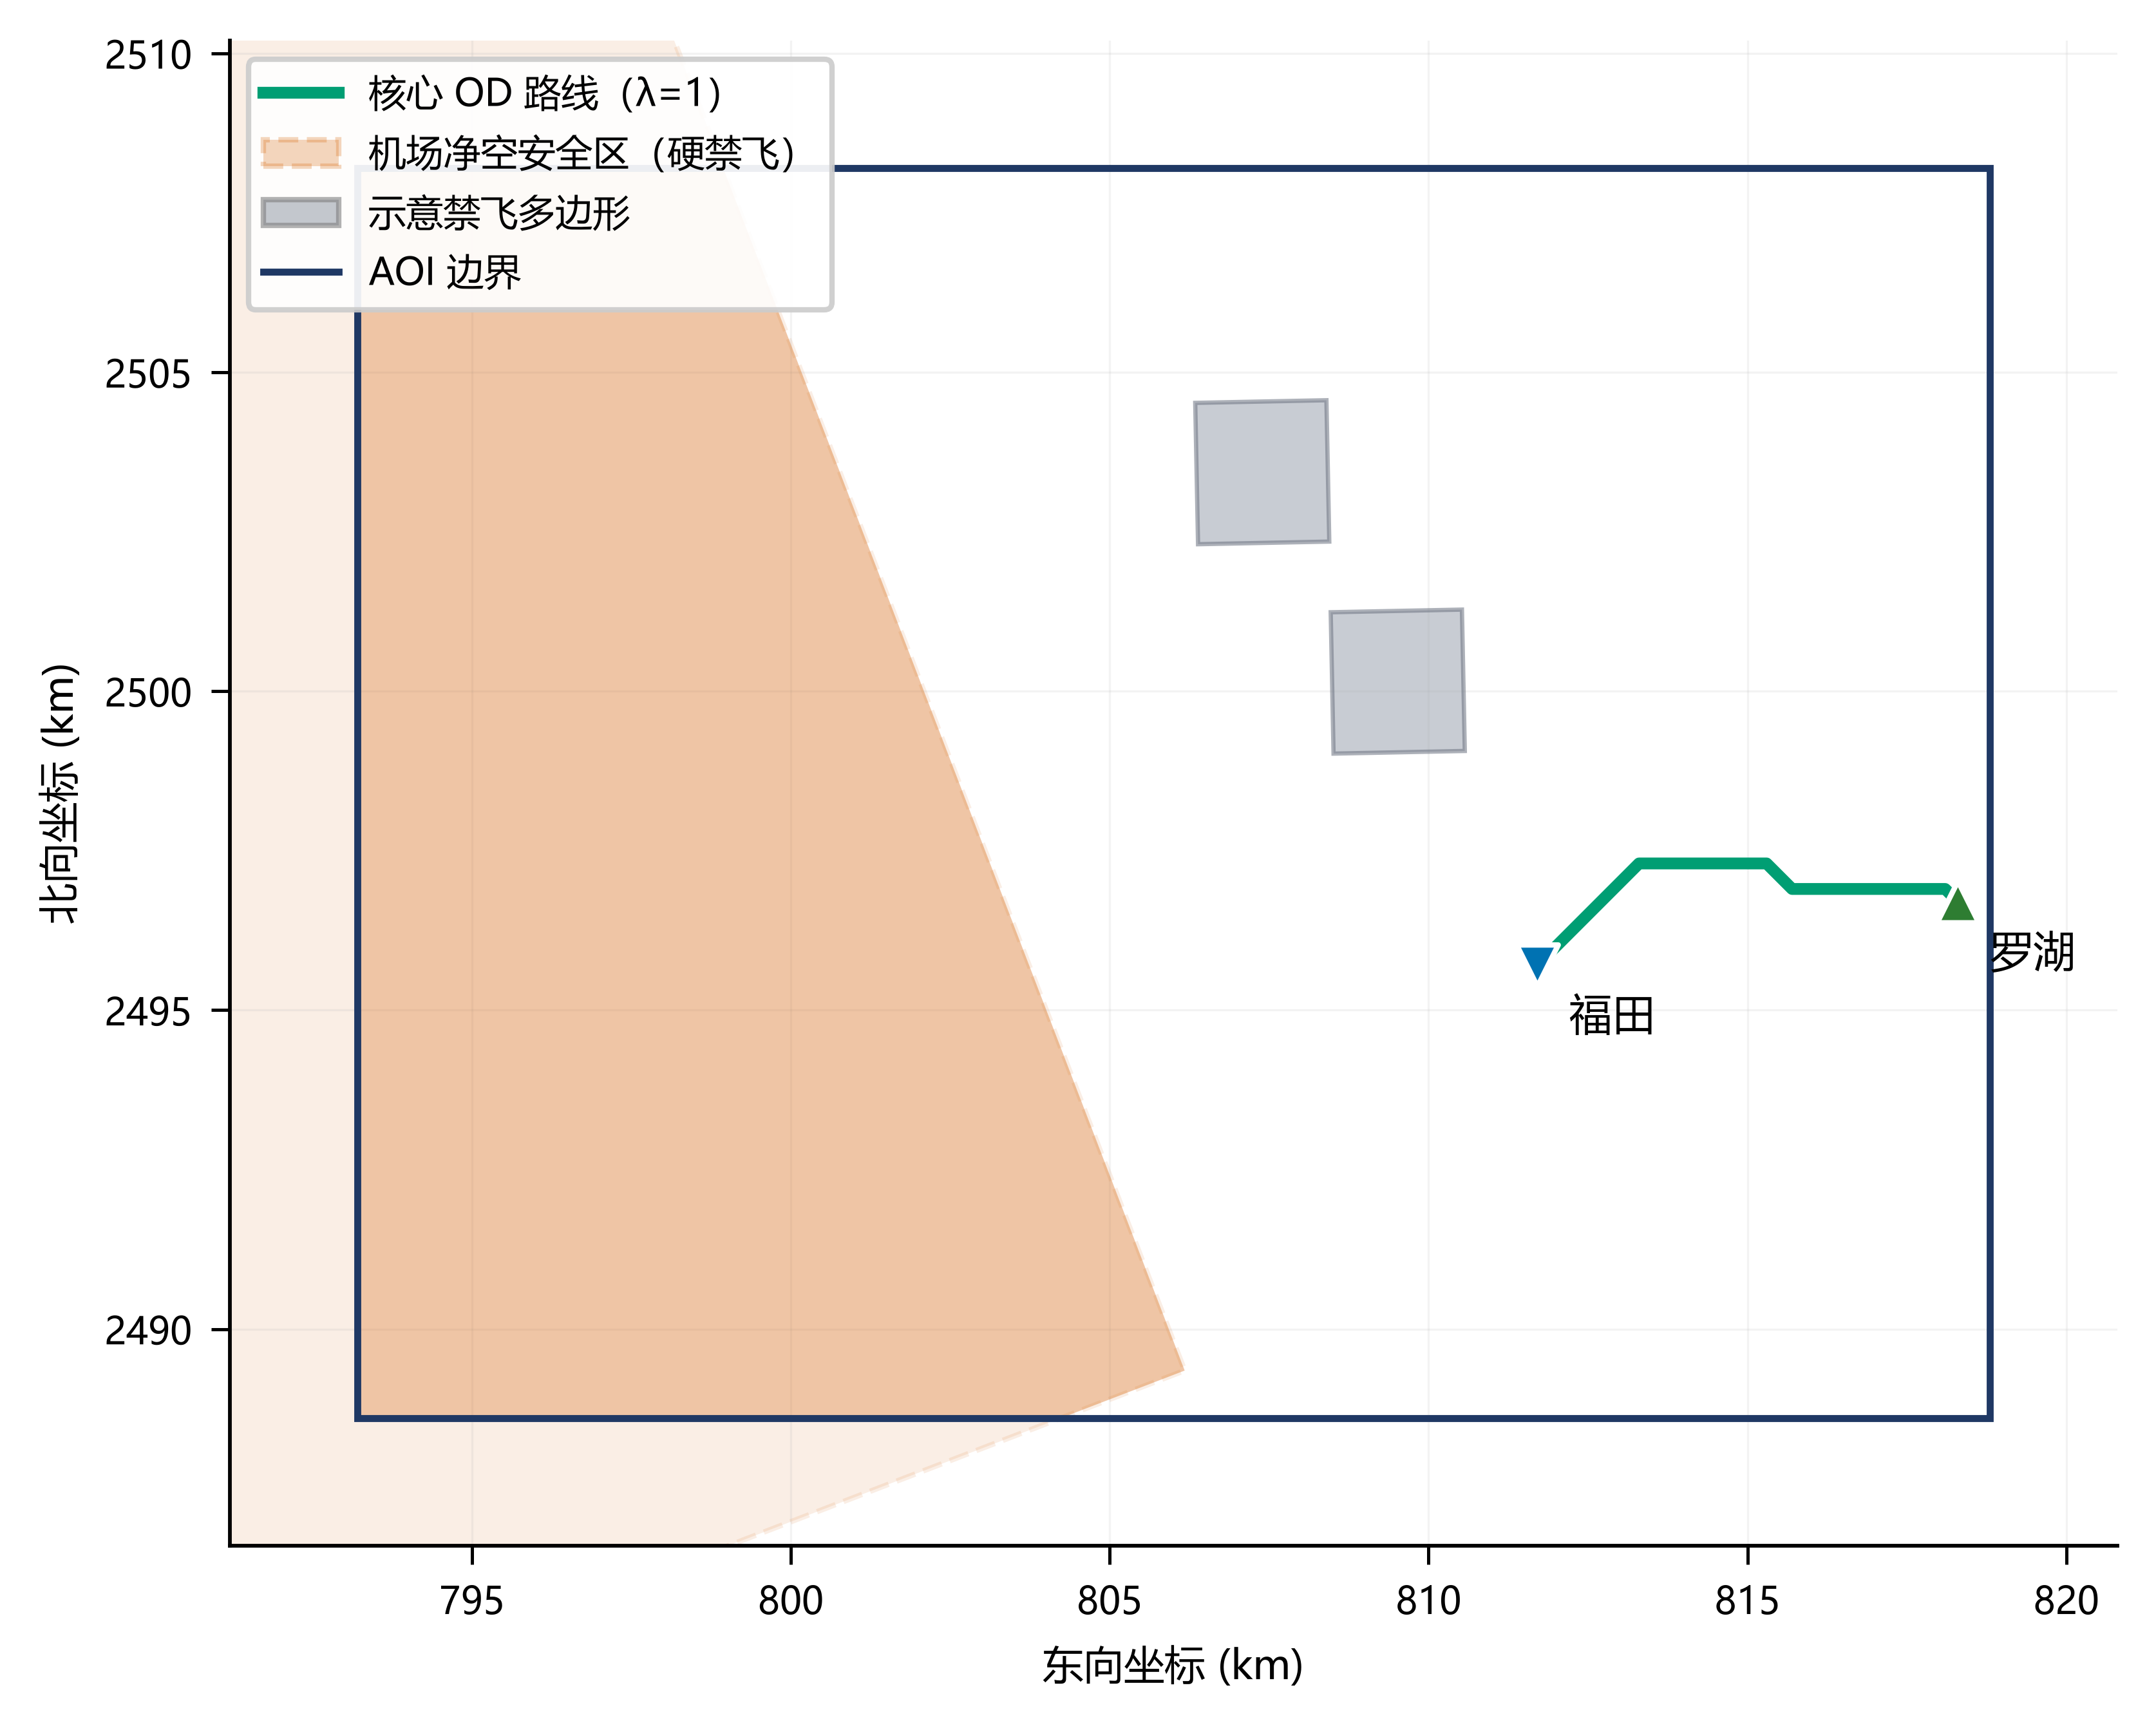 核心 OD 路线 (λ=1)
机场净空安全区 (硬禁飞)
示意禁飞多边形
AOI 边界
2510
2505
2500
2495
2490
北向坐标 (km)
罗湖
福田
795
800
805
810
815
820
东向坐标 (km)